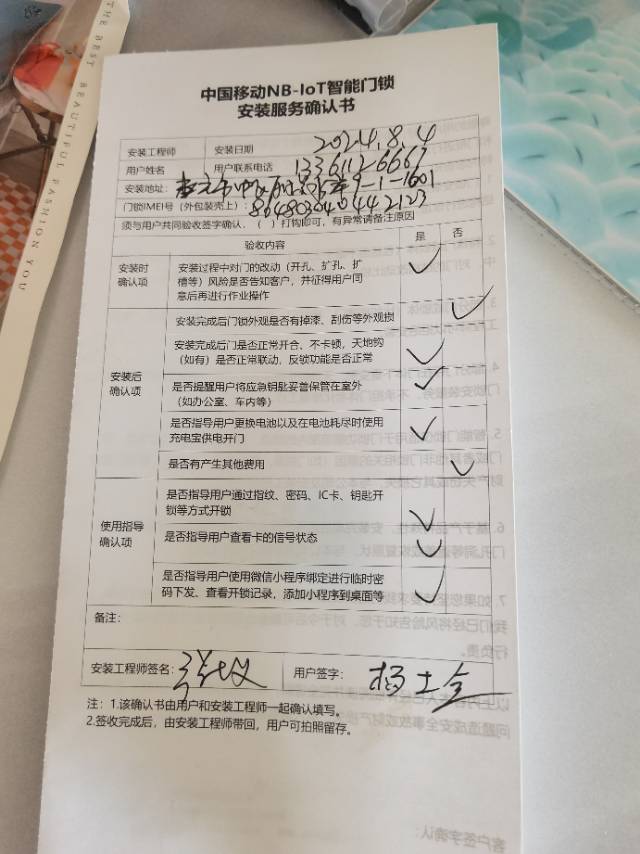 THE BEST BEAUTIFUL FASHION YOU
中国移动NB-IoT智能门锁
安装服务确认书
安装工程师 安装日期 2024.8.4
用户姓名 用户联系电话 13361126667
安装地址: 9-1-1601
门锁IMEI号(外包装壳上):
须与用户共同验收签字确认,( )打钩即可,有异常请备注原因
验收内容 是 否
安装时
确认项
安装过程中对门的改动(开孔、扩孔、扩
槽等)风险是否告知客户,并征得用户同
意后再进行作业操作 ✓
安装后
确认项
安装完成后门锁外观是否有掉漆、刮伤等外观损 ✓
安装完成后门是否正常开合、不卡顿,天地钩
(如有)是否正常联动,反锁功能是否正常 ✓
是否提醒用户将应急钥匙妥善保管在室外
(如办公室、车内等) ✓
是否指导用户更换电池以及在电池耗尽时使用
充电宝供电开门 ✓
是否有产生其他费用 ✓
使用指导
确认项
是否指导用户通过指纹、密码、IC卡、钥匙开
锁等方式开锁 ✓
是否指导用户查看卡的信号状态 ✓
是否指导用户使用微信小程序绑定进行临时密
码下发、查看开锁记录,添加小程序到桌面等 ✓
备注:
安装工程师签名: 用户签字: 杨士全
注:1.该确认书由用户和安装工程师一起确认填写。
2.签收完成后,由安装工程师带回,用户可拍照留存。